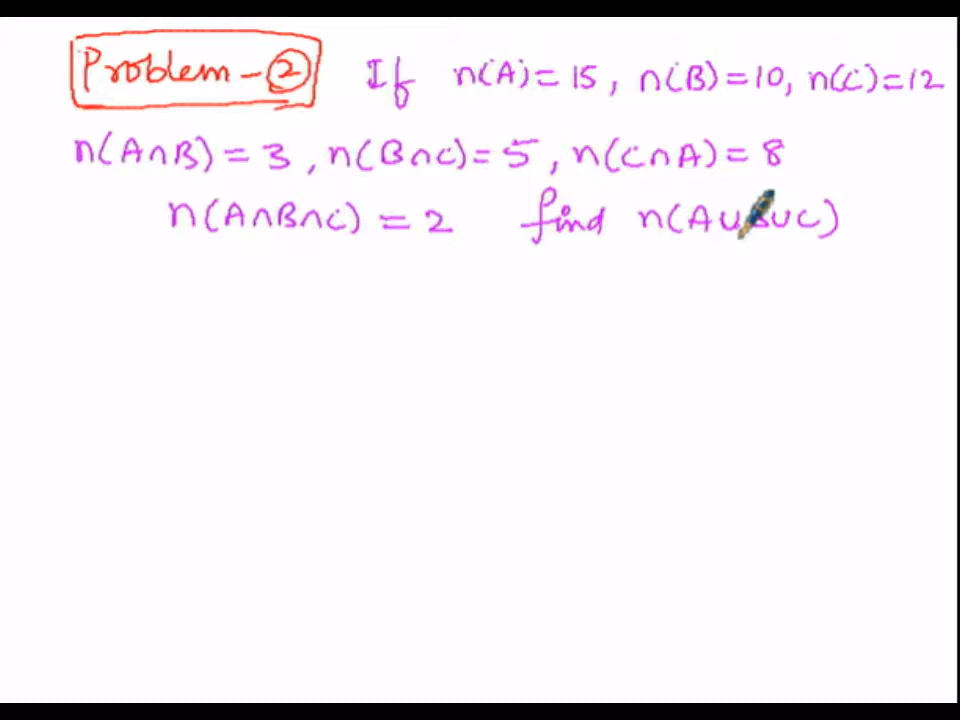 Problem-② If n(A)=15, n(B)=10, n(C)=12
n(A∩B)=3, n(B∩C)=5, n(C∩A)=8
n(A∩B∩C)=2 find n(A∪B∪C)